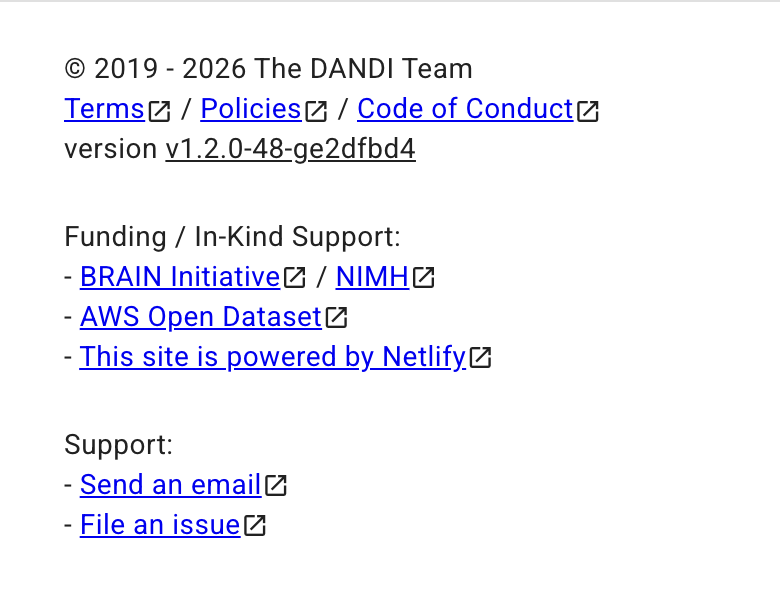 © 2019 - 2026 The DANDI Team
Terms / Policies / Code of Conduct
version v1.2.0-48-ge2dfbd4
Funding / In-Kind Support:
- BRAIN Initiative / NIMH
- AWS Open Dataset
- This site is powered by Netlify
Support:
- Send an email
- File an issue